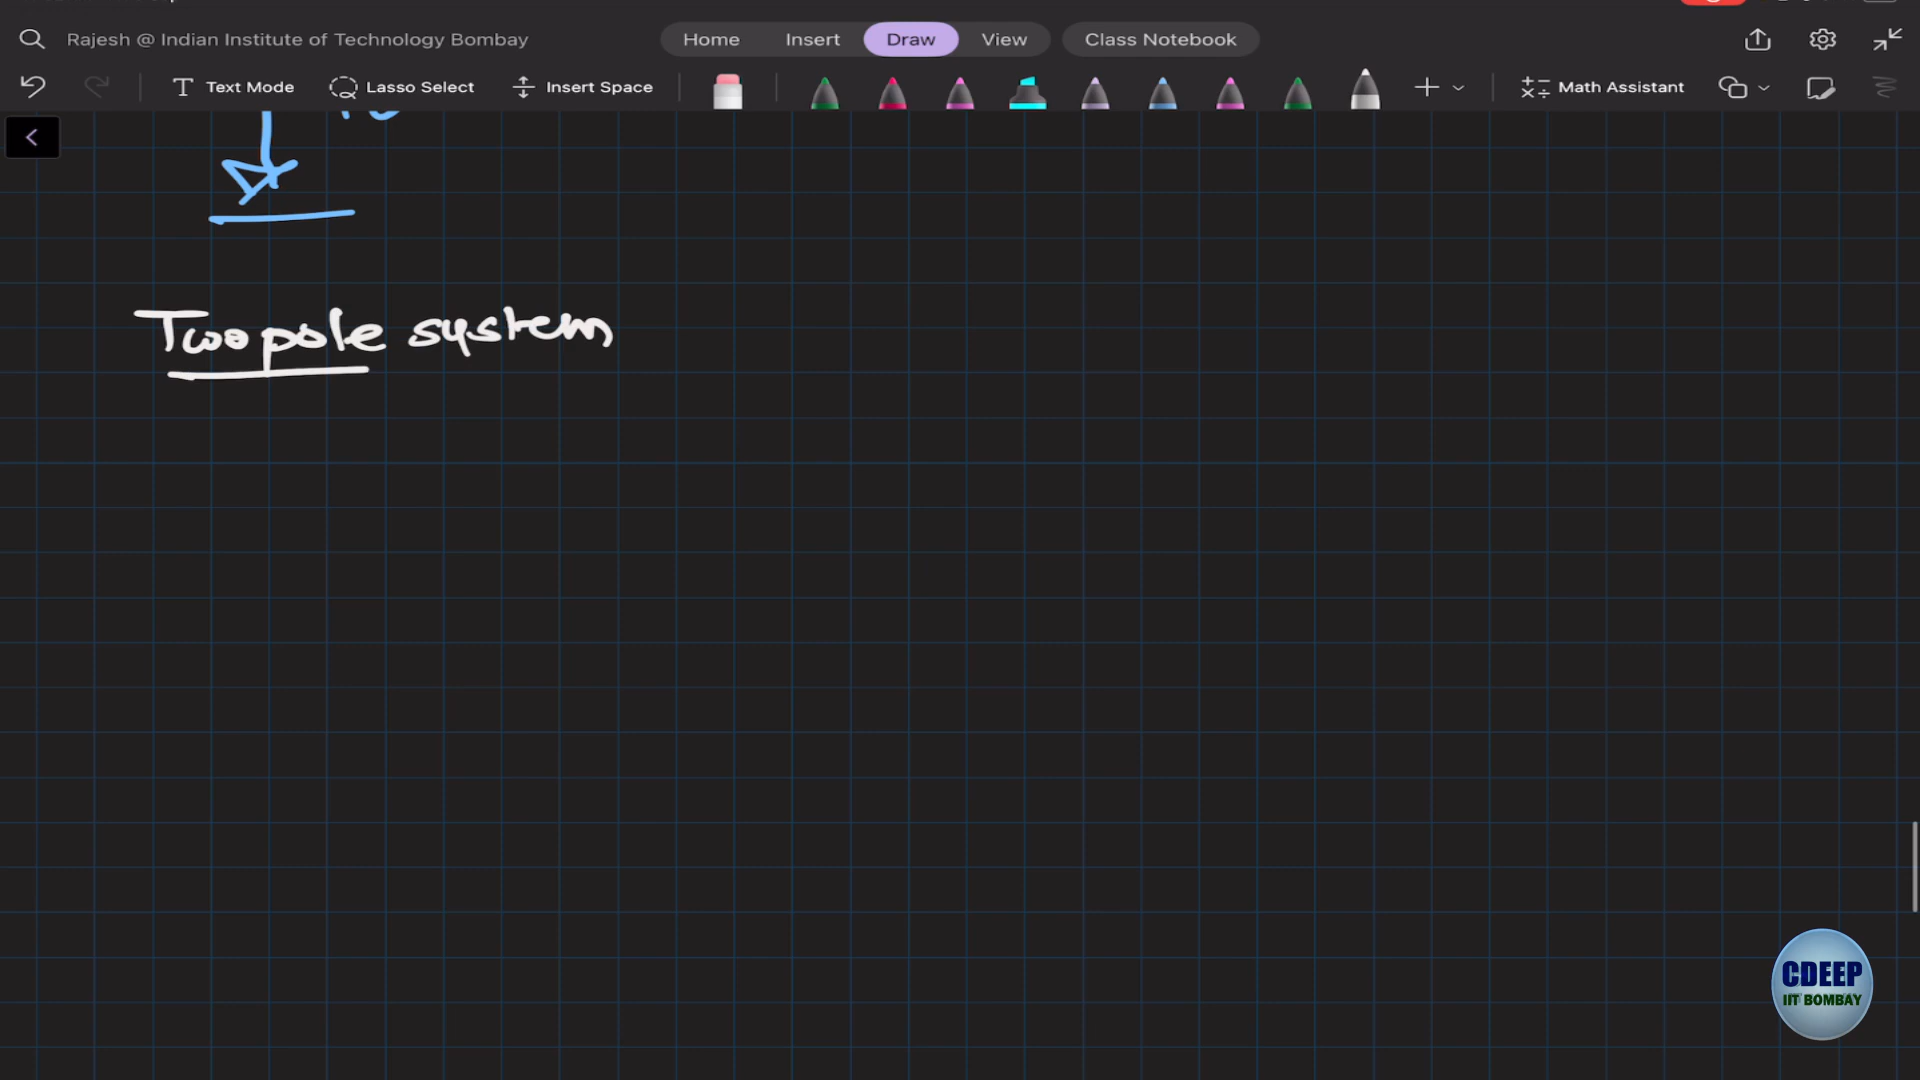 Rajesh @ Indian Institute of Technology Bombay
Home Insert Draw View Class Notebook
Text Mode Lasso Select Insert Space Math Assistant
Two pole system
CDEEP
IIT BOMBAY